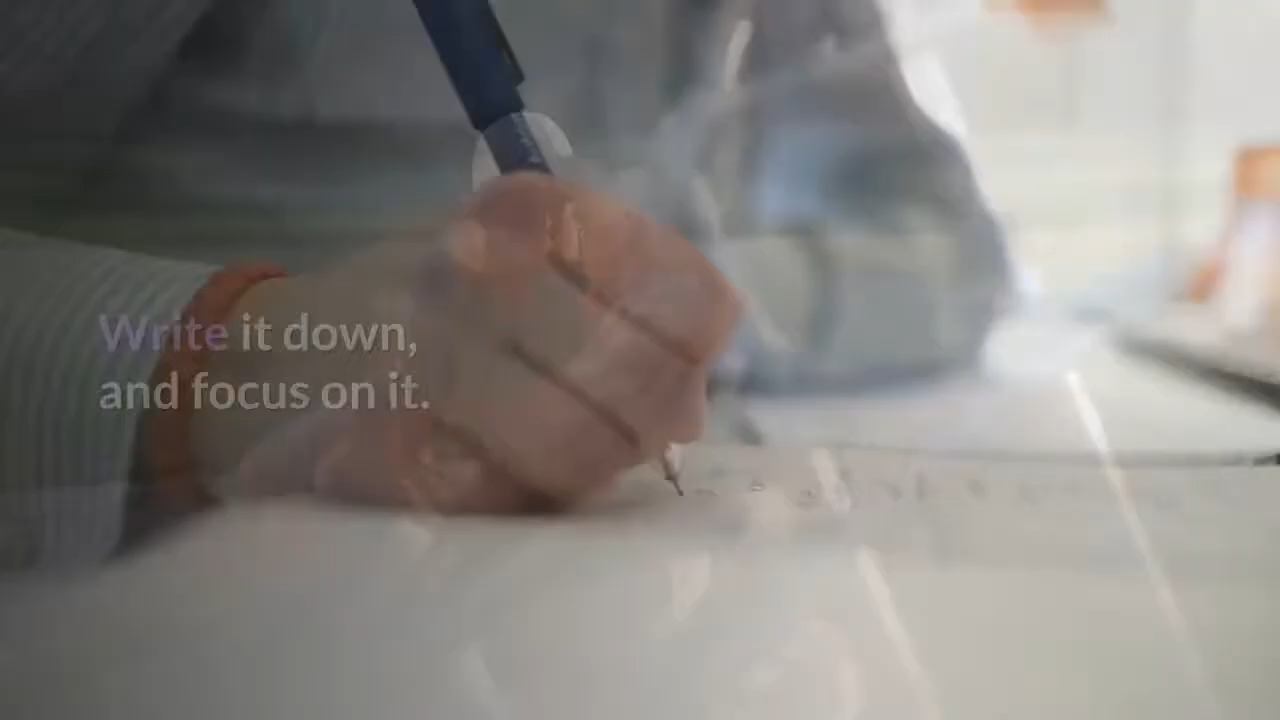 Write it down,
and focus on it.